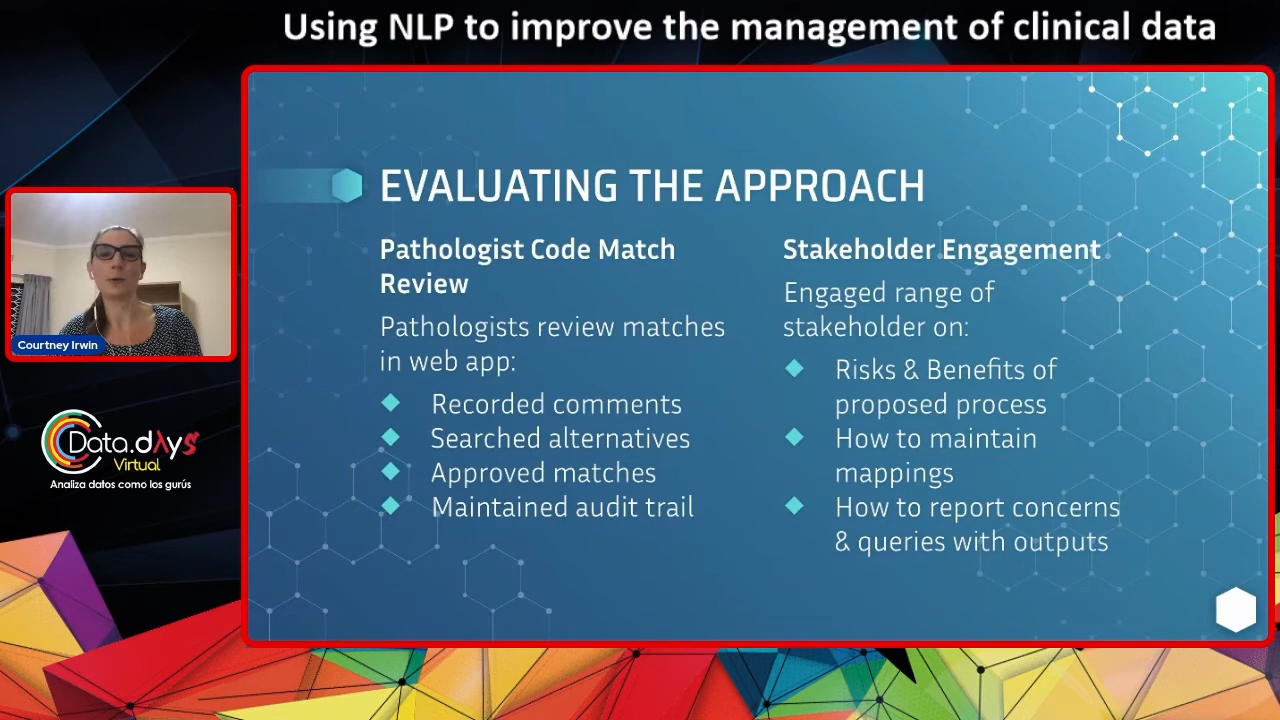 Using NLP to improve the management of clinical data
EVALUATING THE APPROACH
Pathologist Code Match
Review
Pathologists review matches
in web app:
Recorded comments
Searched alternatives
Approved matches
Maintained audit trail
Stakeholder Engagement
Engaged range of
stakeholder on:
Risks & Benefits of
proposed process
How to maintain
mappings
How to report concerns
& queries with outputs
Courtney Irwin
Data.dAys
Virtual
Analiza datos como los gurús